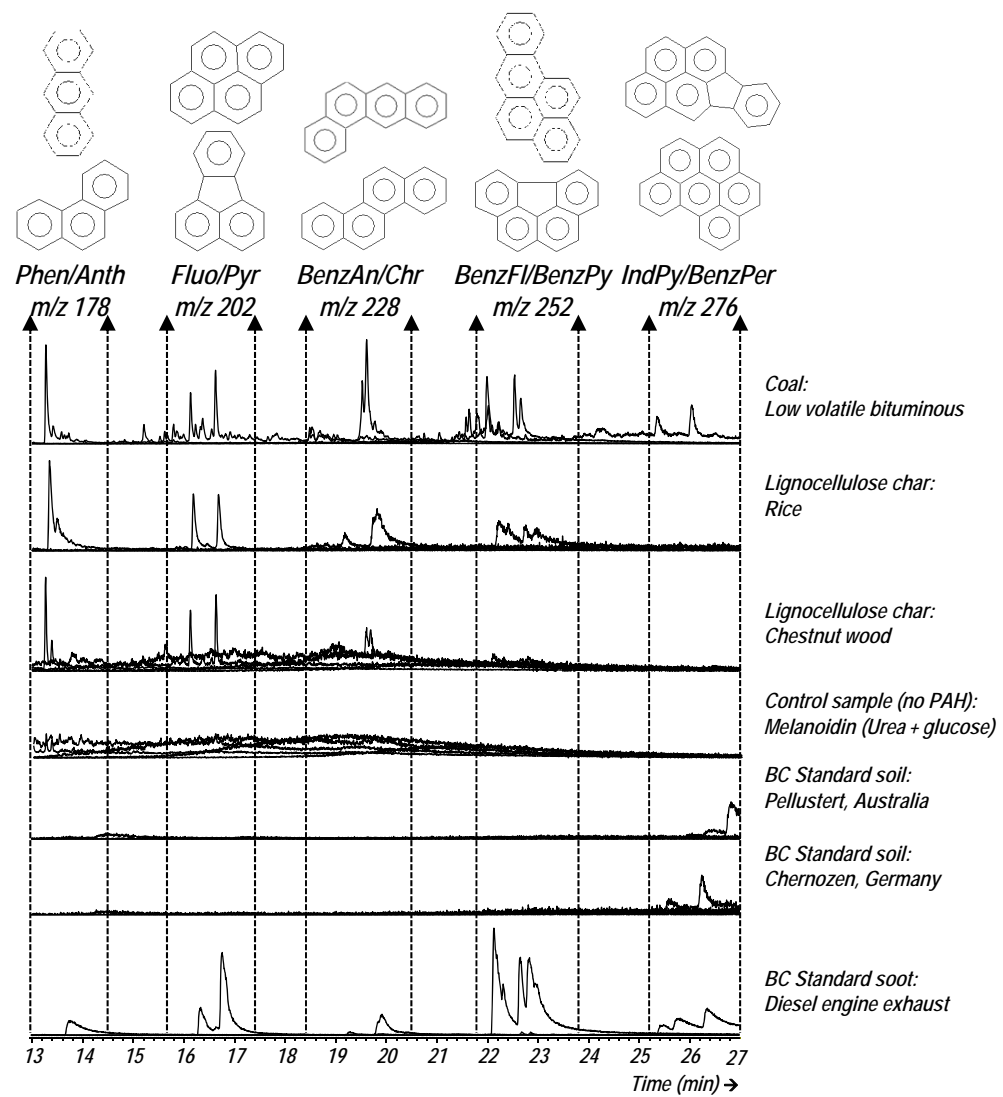 Phen/Anth
m/z 178
Fluo/Pyr
m/z 202
BenzAn/Chr
m/z 228
BenzFl/BenzPy
m/z 252
IndPy/BenzPer
m/z 276
Coal:
Low volatile bituminous
Lignocellulose char:
Rice
Lignocellulose char:
Chestnut wood
Control sample (no PAH):
Melanoidin (Urea + glucose)
BC Standard soil:
Pellustert, Australia
BC Standard soil:
Chernozen, Germany
BC Standard soot:
Diesel engine exhaust
13 14 15 16 17 18 19 20 21 22 23 24 25 26 27
Time (min) →